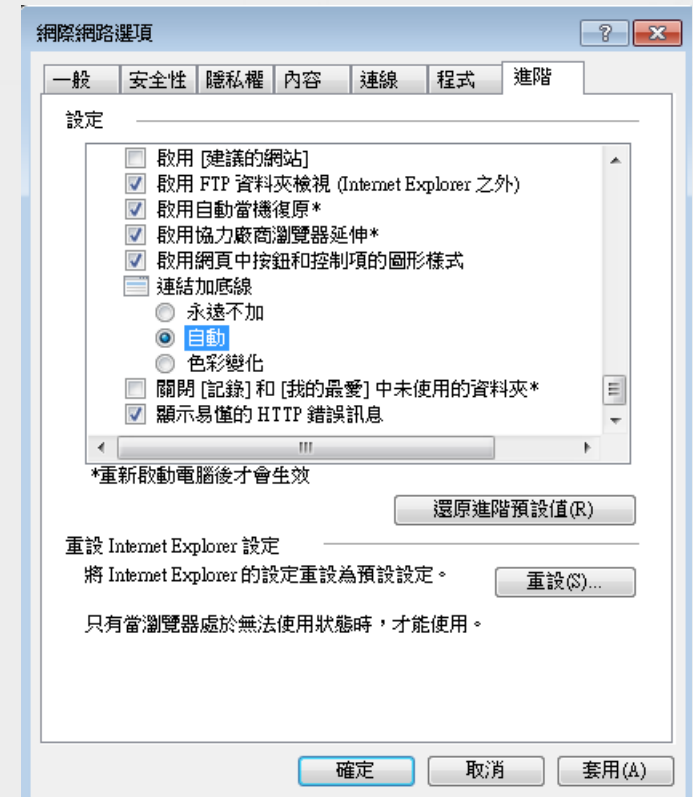 網際網路選項
一般 安全性 隱私權 內容 連線 程式 進階
設定
啟用 [建議的網站]
啟用 FTP 資料夾檢視 (Internet Explorer 之外)
啟用自動當機復原*
啟用協力廠商瀏覽器延伸*
啟用網頁中按鈕和控制項的圖形樣式
連結加底線
永遠不加
自動
色彩變化
關閉 [記錄] 和 [我的最愛] 中未使用的資料夾*
顯示易懂的 HTTP 錯誤訊息
*重新啟動電腦後才會生效
還原進階預設值(R)
重設 Internet Explorer 設定
將 Internet Explorer 的設定重設為預設設定。
重設(S)...
只有當瀏覽器處於無法使用狀態時，才能使用。
確定 取消 套用(A)